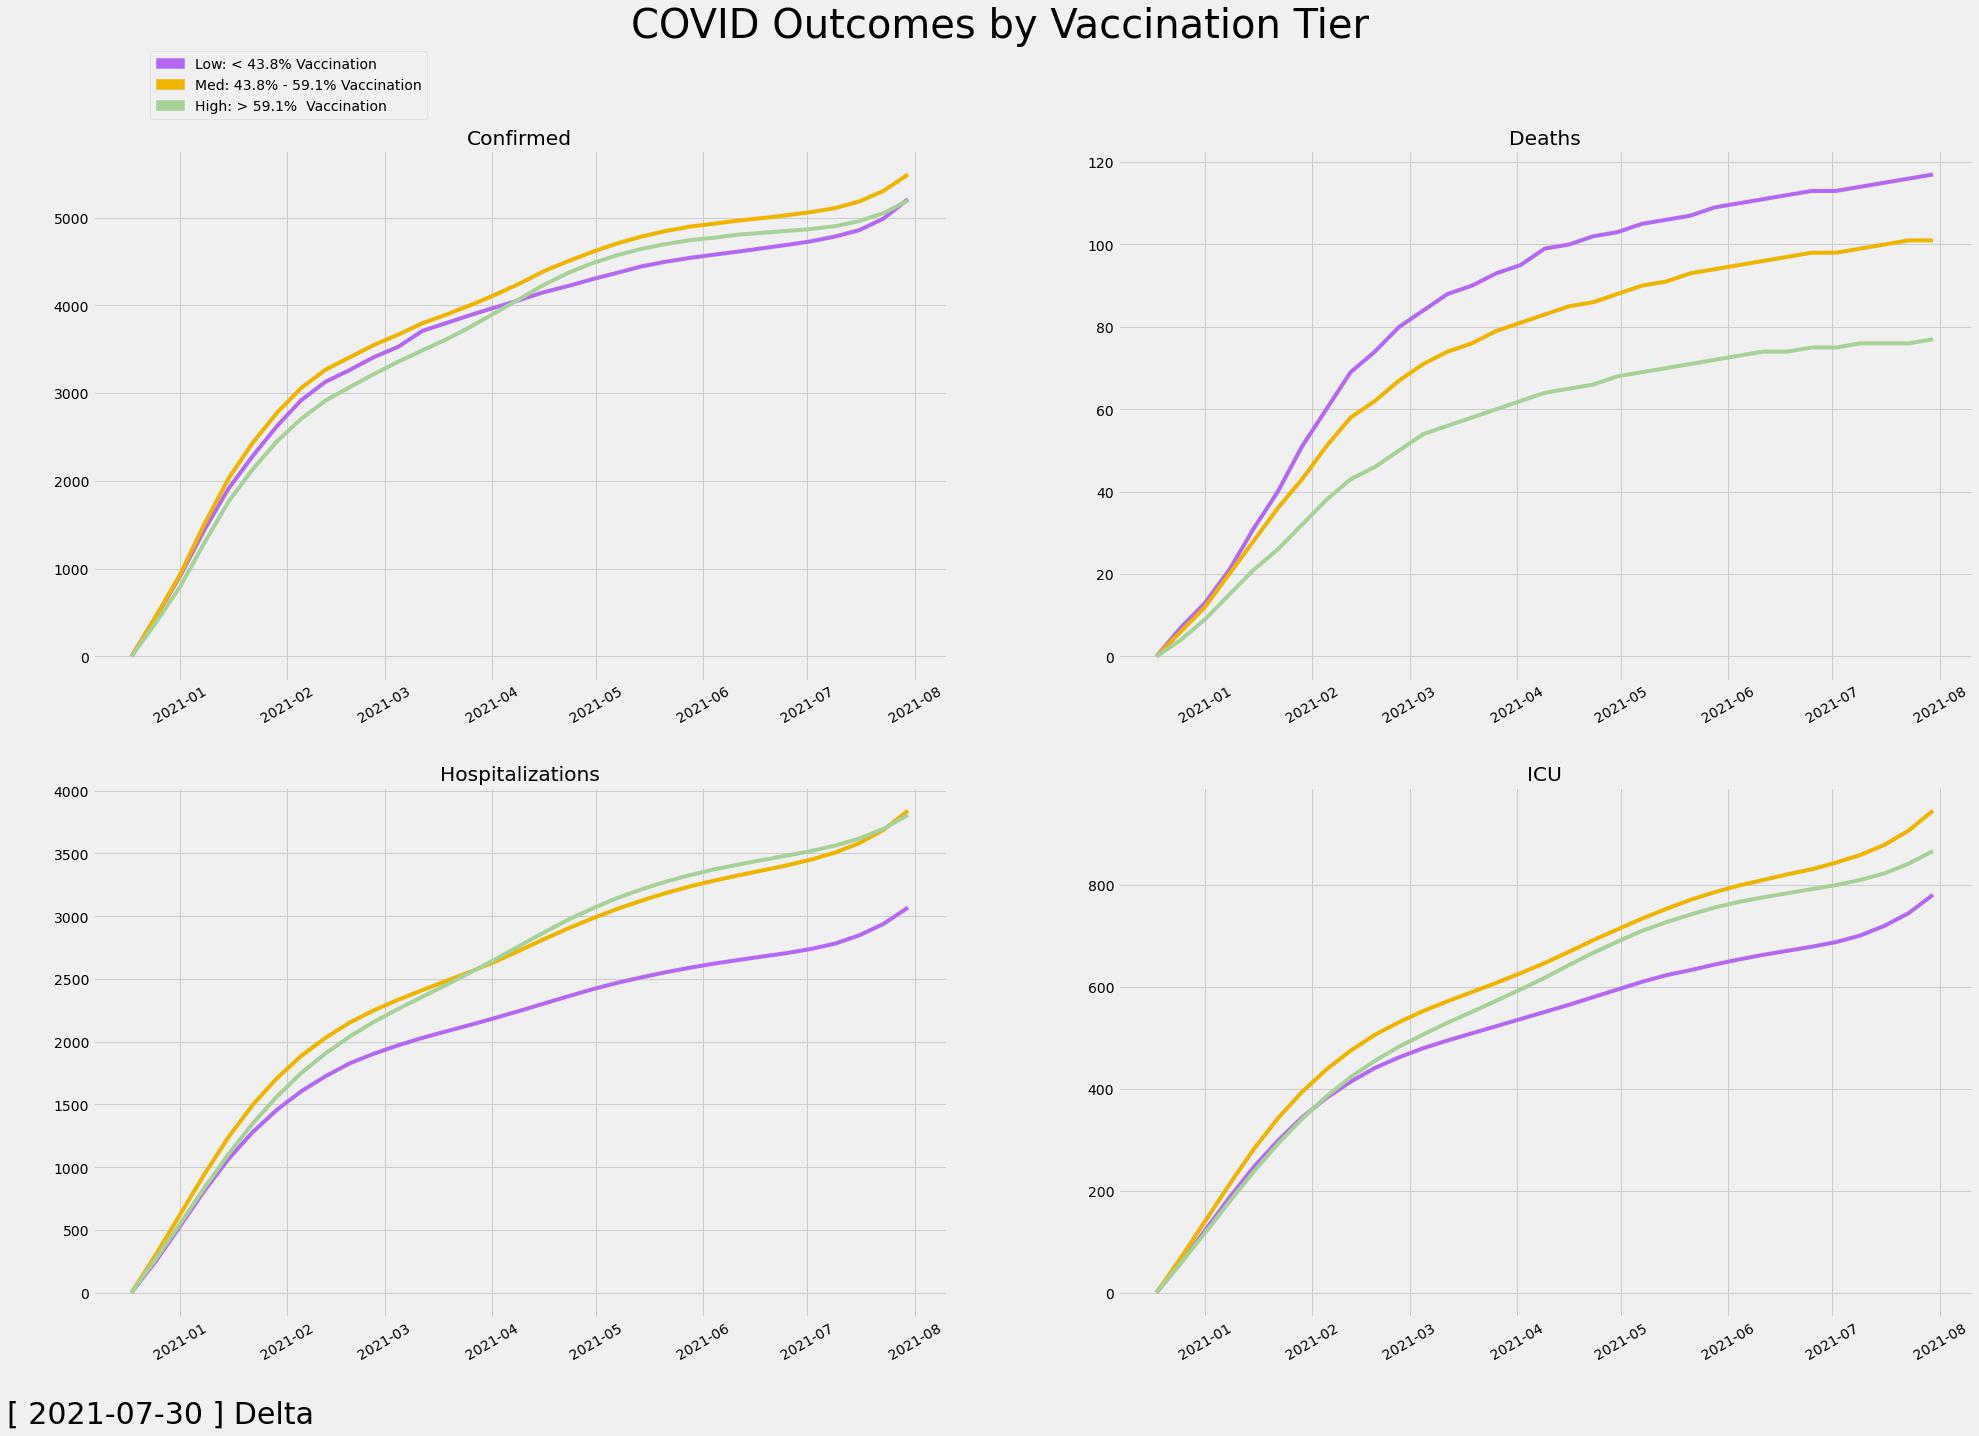 COVID Outcomes by Vaccination Tier
Low: < 43.8% Vaccination
Med: 43.8% - 59.1% Vaccination
High: > 59.1%  Vaccination
Confirmed
5000
4000
3000
2000
1000
0
2021-01 2021-02 2021-03 2021-04 2021-05 2021-06 2021-07 2021-08
Deaths
120
100
80
60
40
20
0
2021-01 2021-02 2021-03 2021-04 2021-05 2021-06 2021-07 2021-08
Hospitalizations
4000
3500
3000
2500
2000
1500
1000
500
0
2021-01 2021-02 2021-03 2021-04 2021-05 2021-06 2021-07 2021-08
ICU
800
600
400
200
0
2021-01 2021-02 2021-03 2021-04 2021-05 2021-06 2021-07 2021-08
[ 2021-07-30 ] Delta